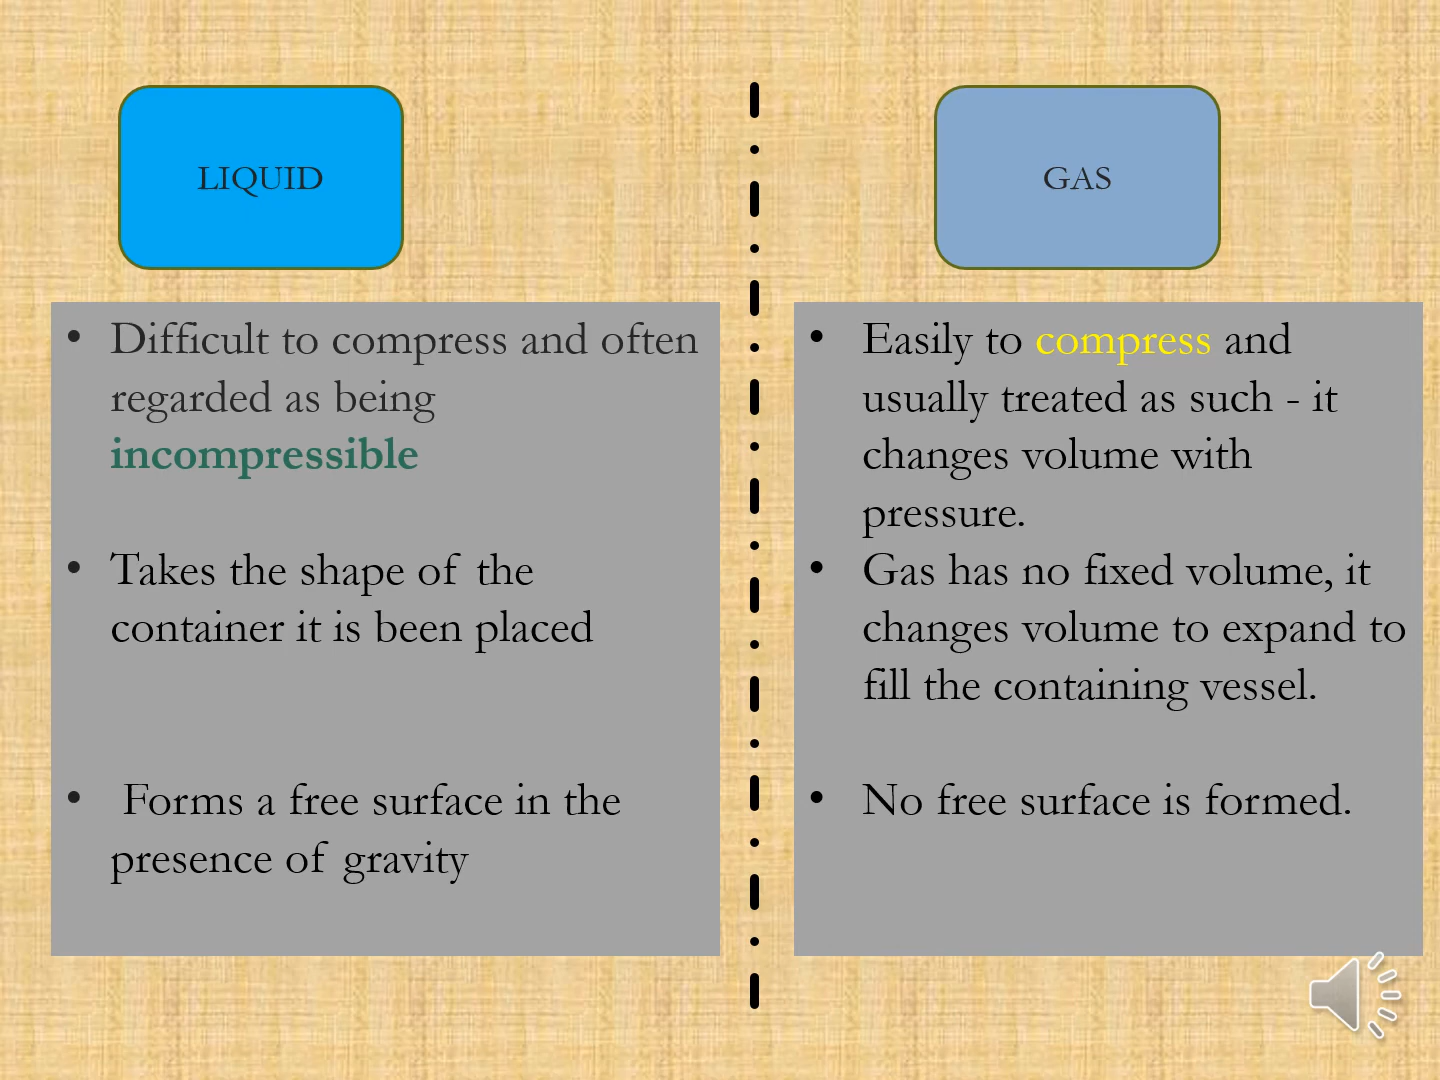 LIQUID
• Difficult to compress and often
regarded as being
incompressible
• Takes the shape of the
container it is been placed
• Forms a free surface in the
presence of gravity
GAS
• Easily to compress and
usually treated as such - it
changes volume with
pressure.
• Gas has no fixed volume, it
changes volume to expand to
fill the containing vessel.
• No free surface is formed.